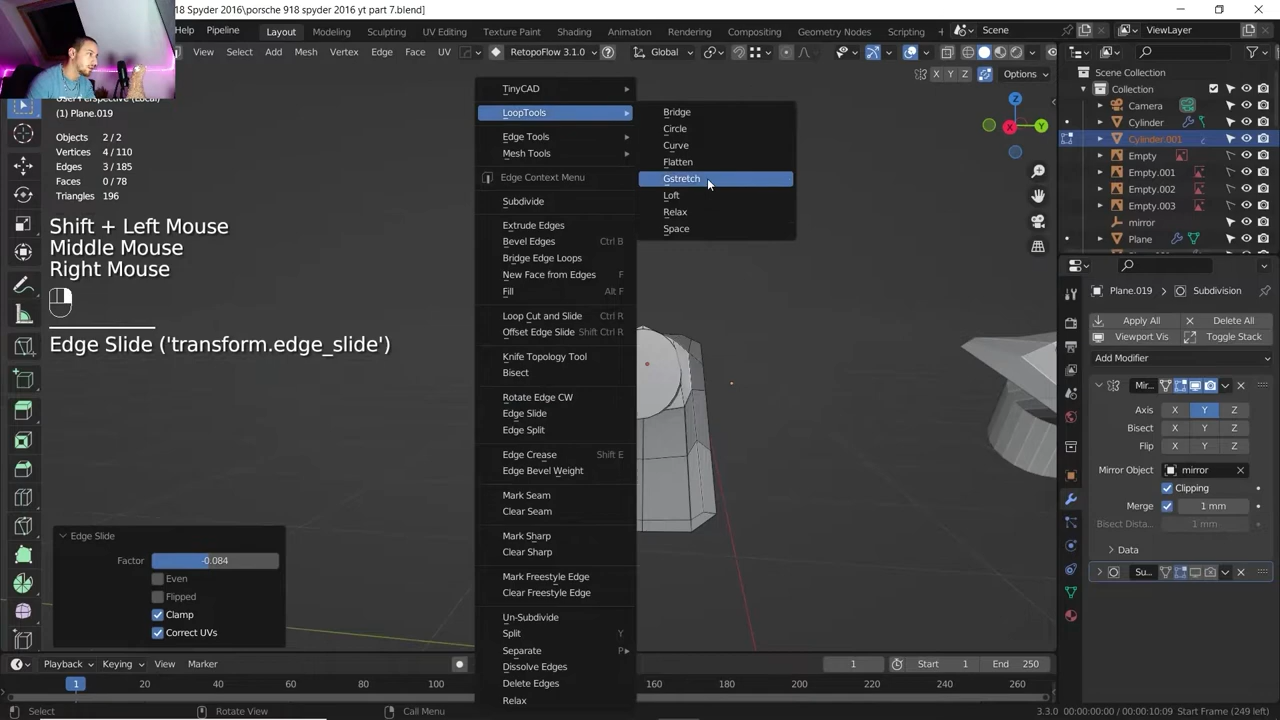 18 Spyder 2016\porsche 918 spyder 2016 yt part 7.blend]
Pipeline
Layout
Modeling
Sculpting
UV Editing
Texture Paint
Shading
Animation
Rendering
Compositing
Geometry Nodes
Scripting
Scene
ViewLayer
View
Select
Add
Mesh
Vertex
Edge
Face
UV
RetopoFlow 3.1.0
Global
X
Y
Z
Options
(1) Plane.019
Objects 2 / 2
Vertices 4 / 110
Edges 3 / 185
Faces 0 / 78
Triangles 196
Shift + Left Mouse
Middle Mouse
Right Mouse
Edge Slide ('transform.edge_slide')
TinyCAD
LoopTools
Edge Tools
Mesh Tools
Edge Context Menu
Subdivide
Extrude Edges
Bevel Edges Ctrl B
Bridge Edge Loops
New Face from Edges F
Fill Alt F
Loop Cut and Slide Ctrl R
Offset Edge Slide Shift Ctrl R
Knife Topology Tool
Bisect
Rotate Edge CW
Edge Slide
Edge Split
Edge Crease Shift E
Edge Bevel Weight
Mark Seam
Clear Seam
Mark Sharp
Clear Sharp
Mark Freestyle Edge
Clear Freestyle Edge
Un-Subdivide
Split Y
Separate P
Dissolve Edges
Delete Edges
Relax
Bridge
Circle
Curve
Flatten
Gstretch
Loft
Relax
Space
X
Y
Z
Scene Collection
Collection
Camera
Cylinder
Cylinder.001
Empty
Empty.001
Empty.002
Empty.003
mirror
Plane
Plane.019
Subdivision
Apply All
Delete All
Viewport Vis
Toggle Stack
Add Modifier
Mir...
Axis X Y Z
Bisect X Y Z
Flip X Y Z
Mirror Object mirror
Clipping
Merge 1 mm
Bisect Dista... 1 mm
Data
Su...
Edge Slide
Factor -0.084
Even
Flipped
Clamp
Correct UVs
Playback
Keying
View
Marker
1
Start 1
End 250
1
20
40
60
80
100
160
180
200
220
240
260
Select
Rotate View
Call Menu
3.3.0
00:00:00:00 / 00:00:10:09
Start Frame (249 left)